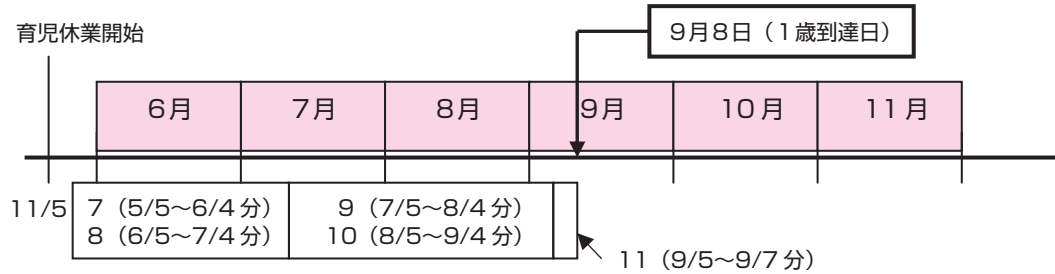 育児休業開始
9月8日（1歳到達日）
6月
7月
8月
9月
10月
11月
11/5
7（5/5～6/4分）
8（6/5～7/4分）
9（7/5～8/4分）
10（8/5～9/4分）
11（9/5～9/7分）